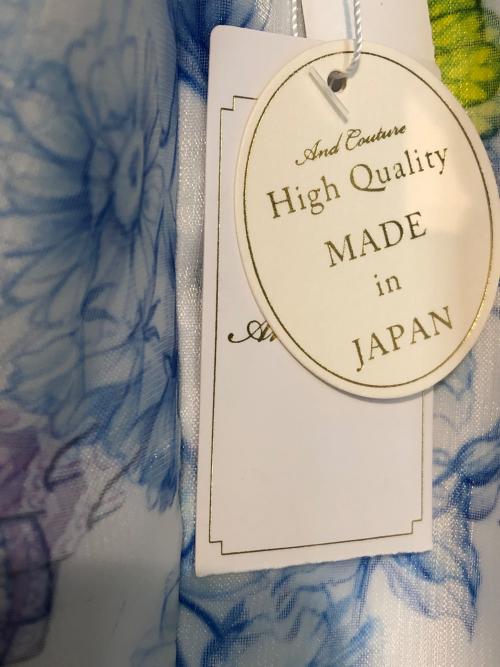 And Couture
High Quality
MADE
in
JAPAN